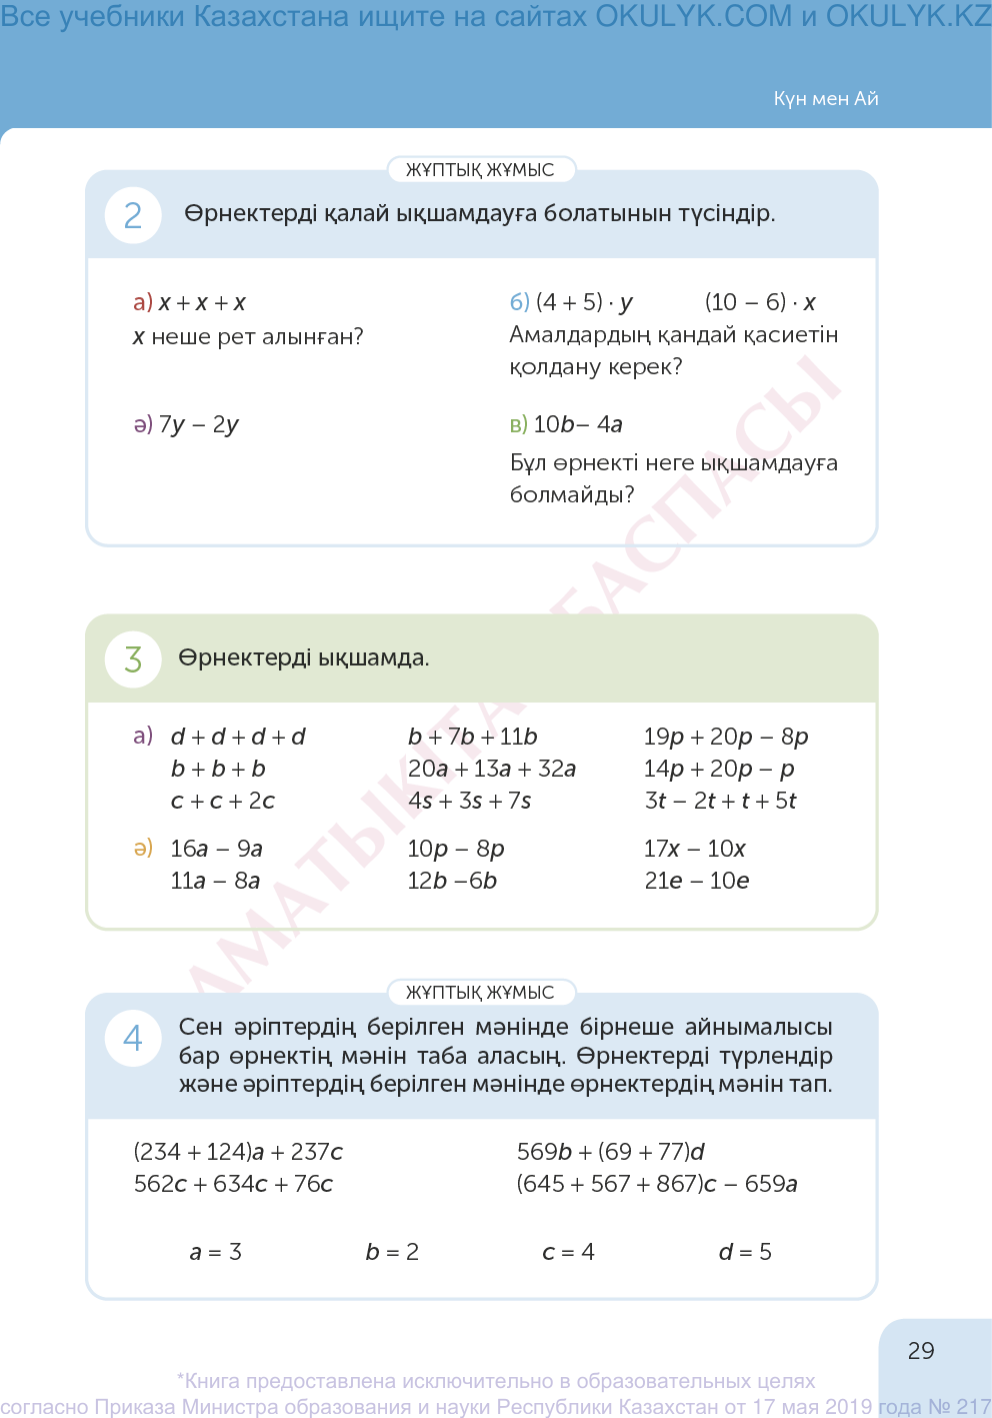 Все учебники Казахстана ищите на сайтах OKULYK.COM и OKULYK.KZ
Күн мен Ай
ЖҰПТЫҚ ЖҰМЫС
2 Өрнектерді қалай ықшамдауға болатынын түсіндір.
а) x + x + x
x неше рет алынған?
ә) 7y – 2y
б) (4 + 5) · y (10 – 6) · x
Амалдардың қандай қасиетін
қолдану керек?
в) 10b– 4a
Бұл өрнекті неге ықшамдауға
болмайды?
3 Өрнектерді ықшамда.
а) d + d + d + d b + 7b + 11b 19p + 20p – 8p
b + b + b 20a + 13a + 32a 14p + 20p – p
c + c + 2c 4s + 3s + 7s 3t – 2t + t + 5t
ә) 16a – 9a 10p – 8p 17x – 10x
11a – 8a 12b –6b 21e – 10e
ЖҰПТЫҚ ЖҰМЫС
4 Сен әріптердің берілген мәнінде бірнеше айнымалысы
бар өрнектің мәнін таба аласың. Өрнектерді түрлендір
және әріптердің берілген мәнінде өрнектердің мәнін тап.
(234 + 124)a + 237c 569b + (69 + 77)d
562c + 634c + 76c (645 + 567 + 867)c – 659a
a = 3 b = 2 c = 4 d = 5
29
*Книга предоставлена исключительно в образовательных целях
согласно Приказа Министра образования и науки Республики Казахстан от 17 мая 2019 года № 217